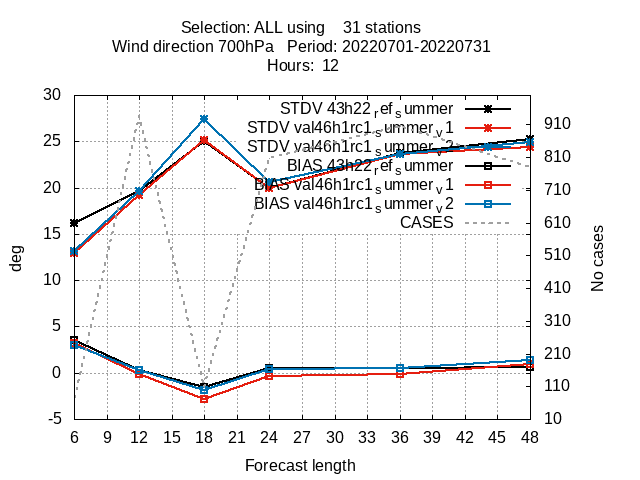 Selection: ALL using    31 stations
Wind direction 700hPa   Period: 20220701-20220731
Hours:  12
30
25
20
15
10
5
0
-5
deg
STDV 43h22_ref_summer
STDV val46h1rc1_summer_v1
STDV val46h1rc1_summer_v2
BIAS 43h22_ref_summer
BIAS val46h1rc1_summer_v1
BIAS val46h1rc1_summer_v2
CASES
910
810
710
610
510
410
310
210
110
10
No cases
6 9 12 15 18 21 24 27 30 33 36 39 42 45 48
Forecast length